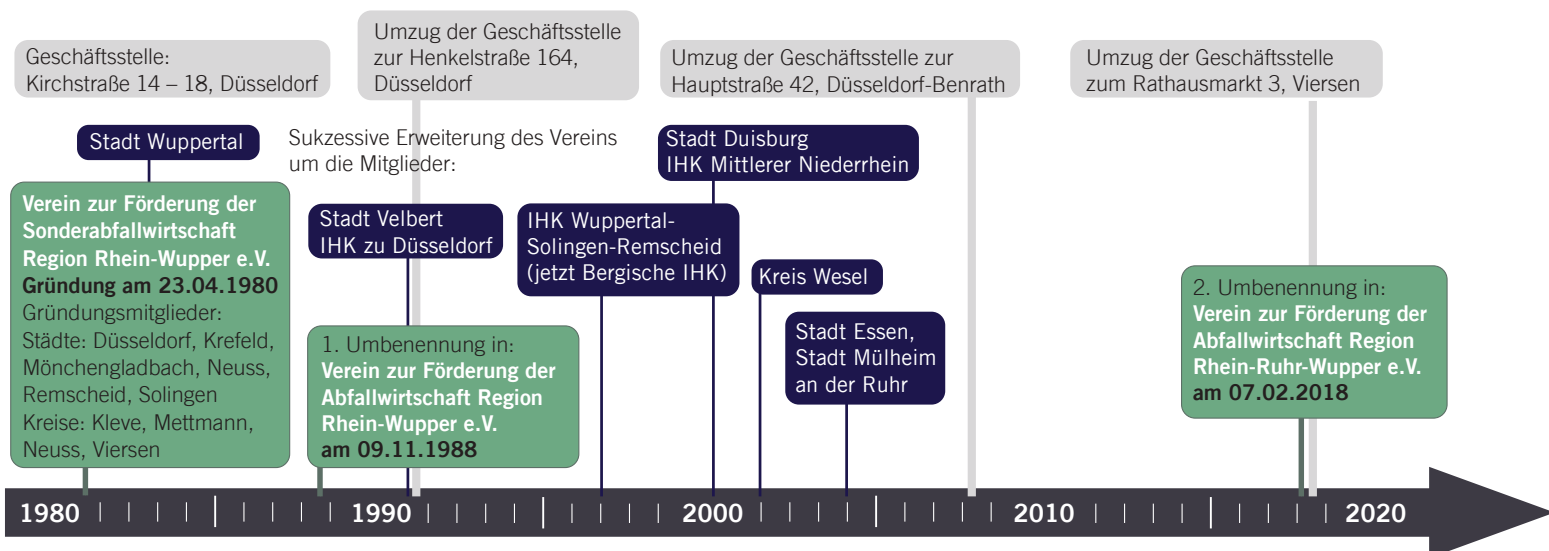 Geschäftsstelle:
Kirchstraße 14 – 18, Düsseldorf
Umzug der Geschäftsstelle
zur Henkelstraße 164,
Düsseldorf
Umzug der Geschäftsstelle zur
Hauptstraße 42, Düsseldorf-Benrath
Umzug der Geschäftsstelle
zum Rathausmarkt 3, Viersen
Stadt Wuppertal
Sukzessive Erweiterung des Vereins
um die Mitglieder:
Stadt Duisburg
IHK Mittlerer Niederrhein
Verein zur Förderung der
Sonderabfallwirtschaft
Region Rhein-Wupper e.V.
Gründung am 23.04.1980
Gründungsmitglieder:
Städte: Düsseldorf, Krefeld,
Mönchengladbach, Neuss,
Remscheid, Solingen
Kreise: Kleve, Mettmann,
Neuss, Viersen
Stadt Velbert
IHK zu Düsseldorf
IHK Wuppertal-
Solingen-Remscheid
(jetzt Bergische IHK)
Kreis Wesel
1. Umbenennung in:
Verein zur Förderung der
Abfallwirtschaft Region
Rhein-Wupper e.V.
am 09.11.1988
Stadt Essen,
Stadt Mülheim
an der Ruhr
2. Umbenennung in:
Verein zur Förderung der
Abfallwirtschaft Region
Rhein-Ruhr-Wupper e.V.
am 07.02.2018
1980 1990 2000 2010 2020